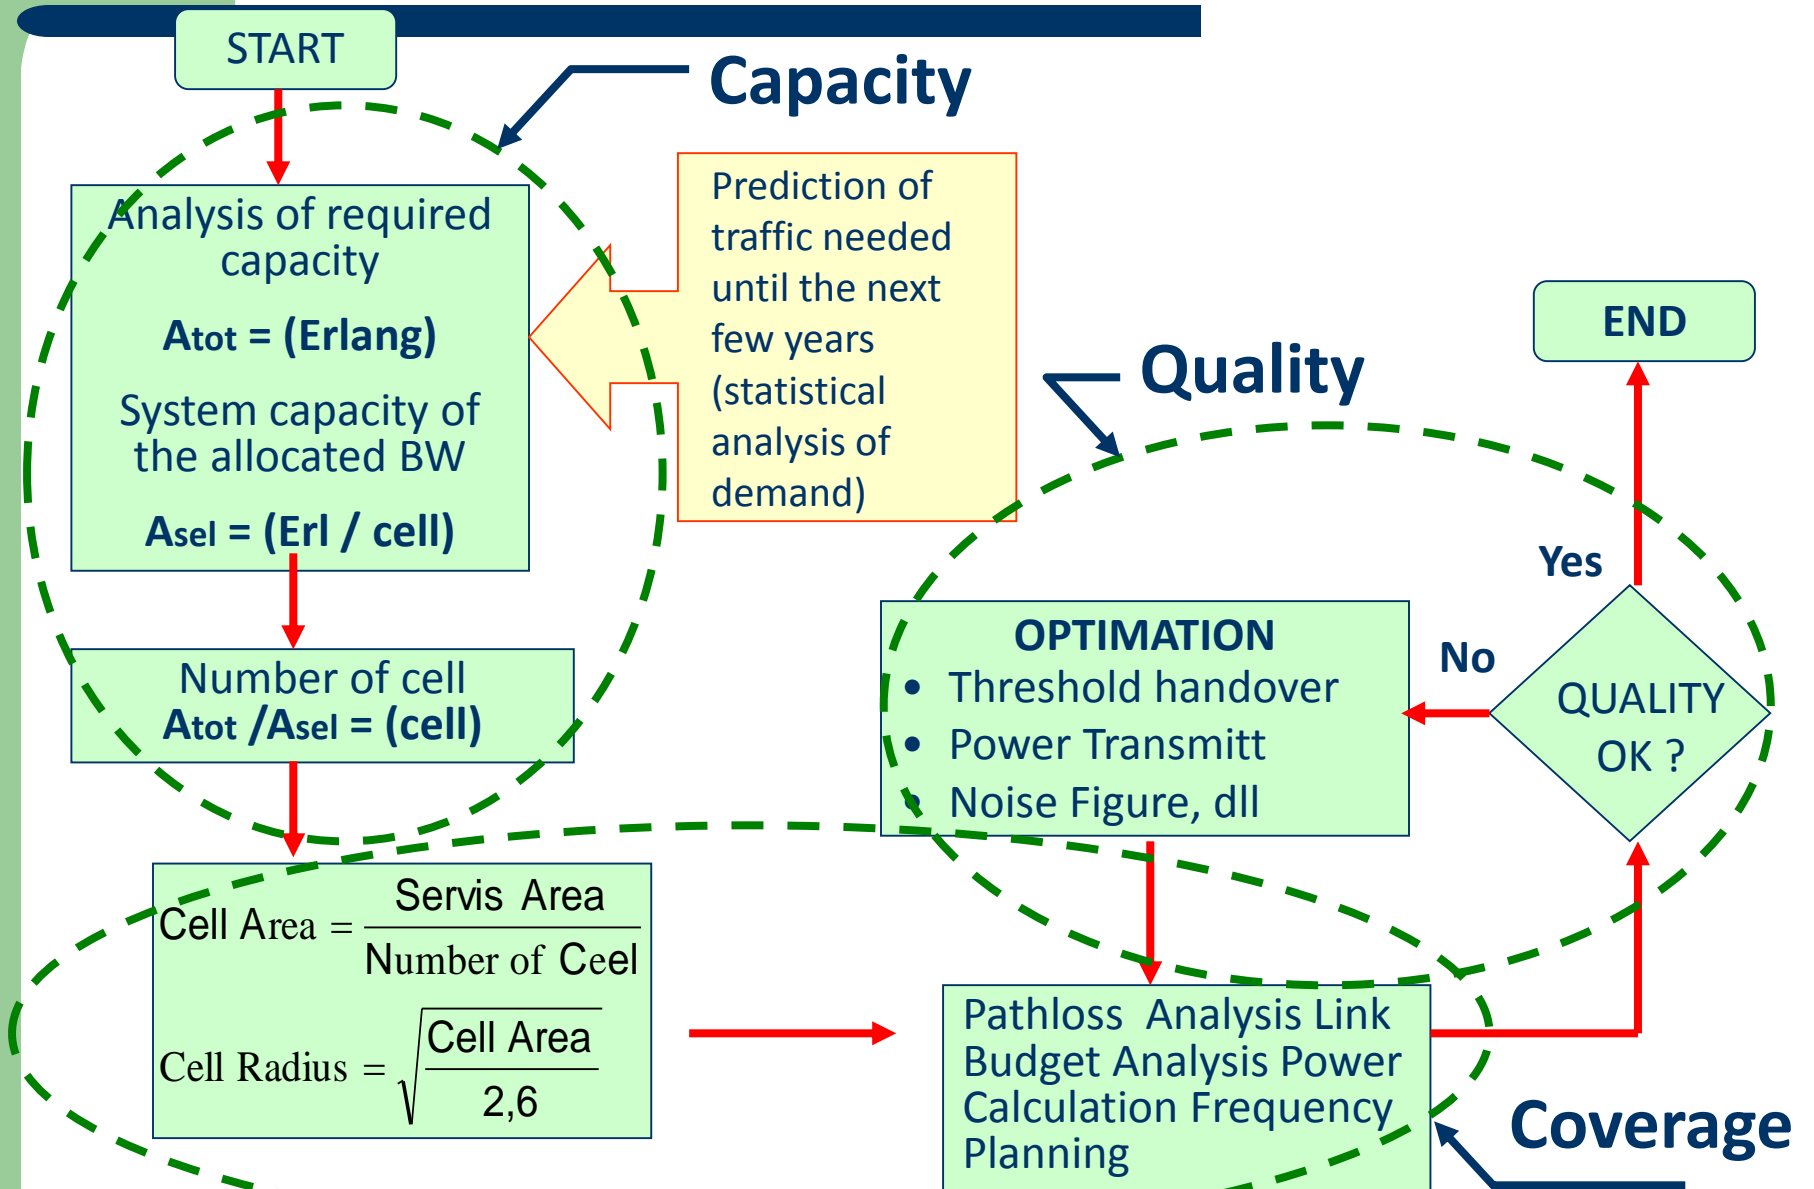 START
Capacity
Analysis of required
capacity
Atot = (Erlang)
System capacity of
the allocated BW
Asel = (Erl / cell)
Prediction of
traffic needed
until the next
few years
(statistical
analysis of
demand)
Number of cell
Atot /Asel = (cell)
Cell Area = Servis Area
Number of Ceel
Cell Radius = √ Cell Area
2,6
Quality
END
Yes
No
QUALITY
OK ?
OPTIMATION
• Threshold handover
• Power Transmitt
• Noise Figure, dll
Pathloss Analysis Link
Budget Analysis Power
Calculation Frequency
Planning
Coverage